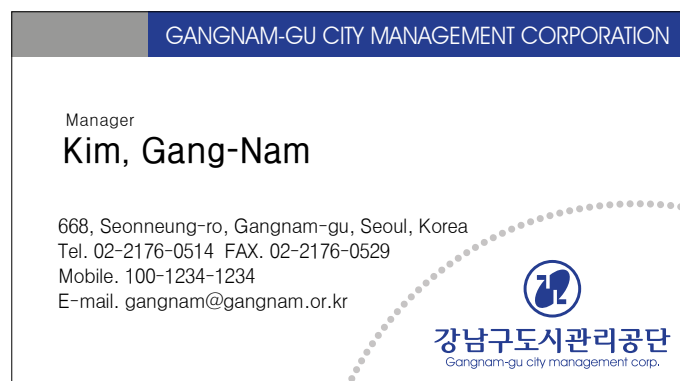 GANGNAM-GU CITY MANAGEMENT CORPORATION
Manager
Kim, Gang-Nam
668, Seonneung-ro, Gangnam-gu, Seoul, Korea
Tel. 02-2176-0514 FAX. 02-2176-0529
Mobile. 100-1234-1234
E-mail. gangnam@gangnam.or.kr
강남구도시관리공단
Gangnam-gu city management corp.